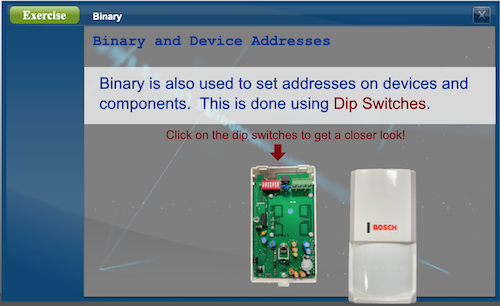 Exercise
Binary
X
Binary and Device Addresses
Binary is also used to set addresses on devices and
components. This is done using Dip Switches.
Click on the dip switches to get a closer look!
BOSCH